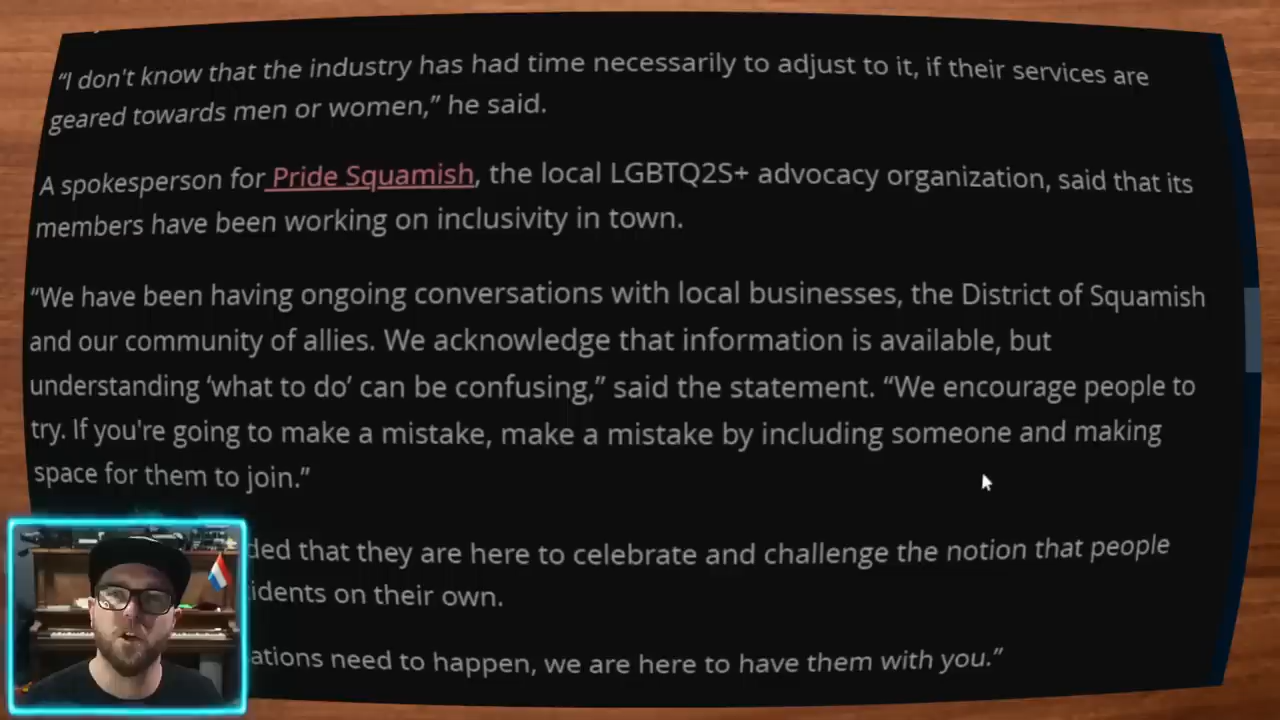 “I don't know that the industry has had time necessarily to adjust to it, if their services are
geared towards men or women,” he said.
A spokesperson for Pride Squamish, the local LGBTQ2S+ advocacy organization, said that its
members have been working on inclusivity in town.
“We have been having ongoing conversations with local businesses, the District of Squamish
and our community of allies. We acknowledge that information is available, but
understanding ‘what to do’ can be confusing,” said the statement. “We encourage people to
try. If you're going to make a mistake, make a mistake by including someone and making
space for them to join.”
that they are here to celebrate and challenge the notion that people
on their own.
need to happen, we are here to have them with you.”